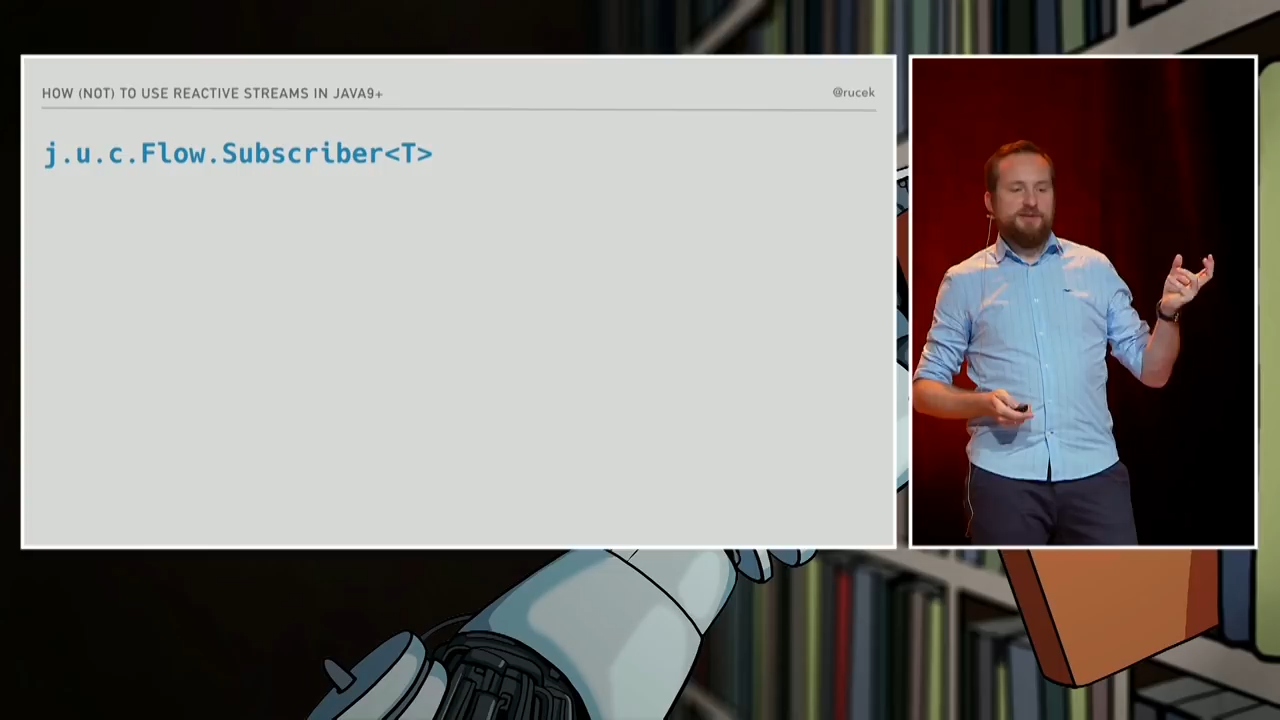 HOW (NOT) TO USE REACTIVE STREAMS IN JAVA9+
@rucek
j.u.c.Flow.Subscriber<T>